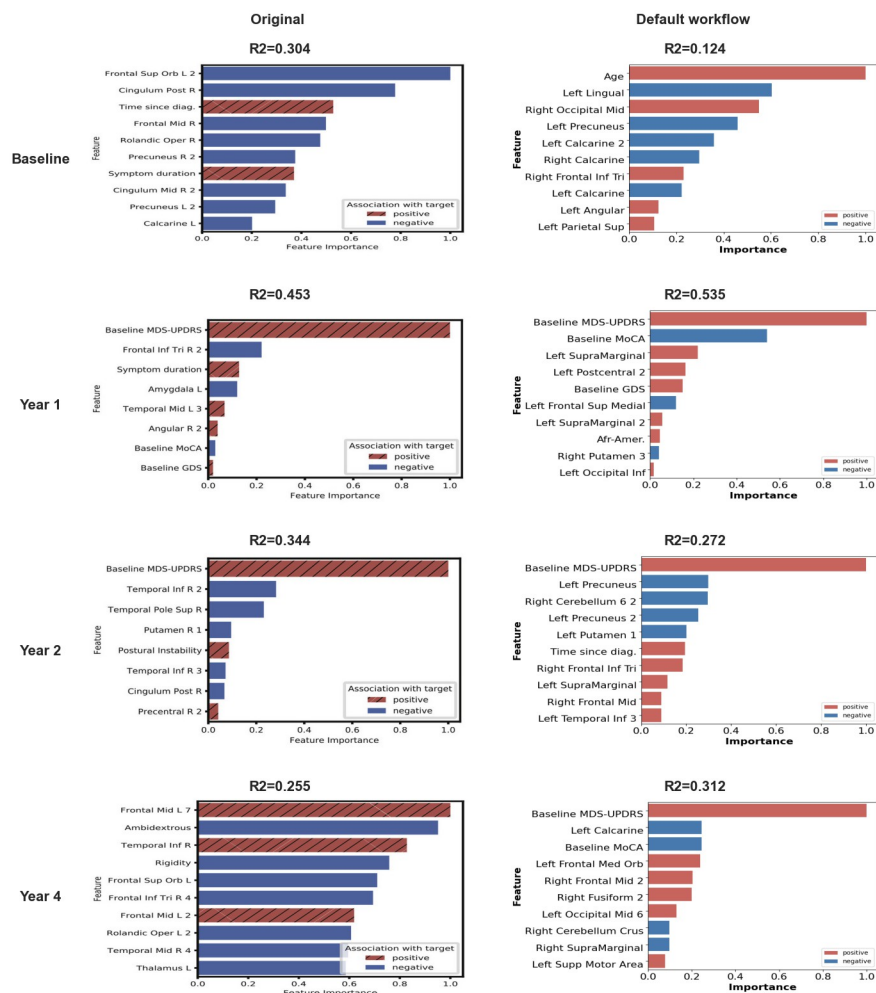 Original
Default workflow
Baseline
R2=0.304
Feature
Frontal Sup Orb L 2
Cingulum Post R
Time since diag.
Frontal Mid R
Rolandic Oper R
Precuneus R 2
Symptom duration
Cingulum Mid R 2
Precuneus L 2
Calcarine L
Association with target
positive
negative
0.0 0.2 0.4 0.6 0.8 1.0
Feature Importance
R2=0.124
Feature
Age
Left Lingual
Right Occipital Mid
Left Precuneus
Left Calcarine 2
Right Calcarine
Right Frontal Inf Tri
Left Calcarine
Left Angular
Left Parietal Sup
positive
negative
0.0 0.2 0.4 0.6 0.8 1.0
Importance
Year 1
R2=0.453
Feature
Baseline MDS-UPDRS
Frontal Inf Tri R 2
Symptom duration
Amygdala L
Temporal Mid L 3
Angular R 2
Baseline MoCA
Baseline GDS
Association with target
positive
negative
0.0 0.2 0.4 0.6 0.8 1.0
Feature Importance
R2=0.535
Feature
Baseline MDS-UPDRS
Baseline MoCA
Left SupraMarginal
Left Postcentral 2
Baseline GDS
Left Frontal Sup Medial
Left SupraMarginal 2
Afr-Amer.
Right Putamen 3
Left Occipital Inf
positive
negative
0.0 0.2 0.4 0.6 0.8 1.0
Importance
Year 2
R2=0.344
Feature
Baseline MDS-UPDRS
Temporal Inf R 2
Temporal Pole Sup R
Putamen R 1
Postural Instability
Temporal Inf R 3
Cingulum Post R
Precentral R 2
Association with target
positive
negative
0.0 0.2 0.4 0.6 0.8 1.0
Feature Importance
R2=0.272
Feature
Baseline MDS-UPDRS
Left Precuneus
Right Cerebellum 6 2
Left Precuneus 2
Left Putamen 1
Time since diag.
Right Frontal Inf Tri
Left SupraMarginal
Right Frontal Mid
Left Temporal Inf 3
positive
negative
0.0 0.2 0.4 0.6 0.8 1.0
Importance
Year 4
R2=0.255
Feature
Frontal Mid L 7
Ambidextrous
Temporal Inf R
Rigidity
Frontal Sup Orb L
Frontal Inf Tri R 4
Frontal Mid L 2
Rolandic Oper L 2
Temporal Mid R 4
Thalamus L
Association with target
positive
negative
0.0 0.2 0.4 0.6 0.8 1.0
Feature Importance
R2=0.312
Feature
Baseline MDS-UPDRS
Left Calcarine
Baseline MoCA
Left Frontal Med Orb
Right Frontal Mid 2
Right Fusiform 2
Left Occipital Mid 6
Right Cerebellum Crus
Right SupraMarginal
Left Supp Motor Area
positive
negative
0.0 0.2 0.4 0.6 0.8 1.0
Importance